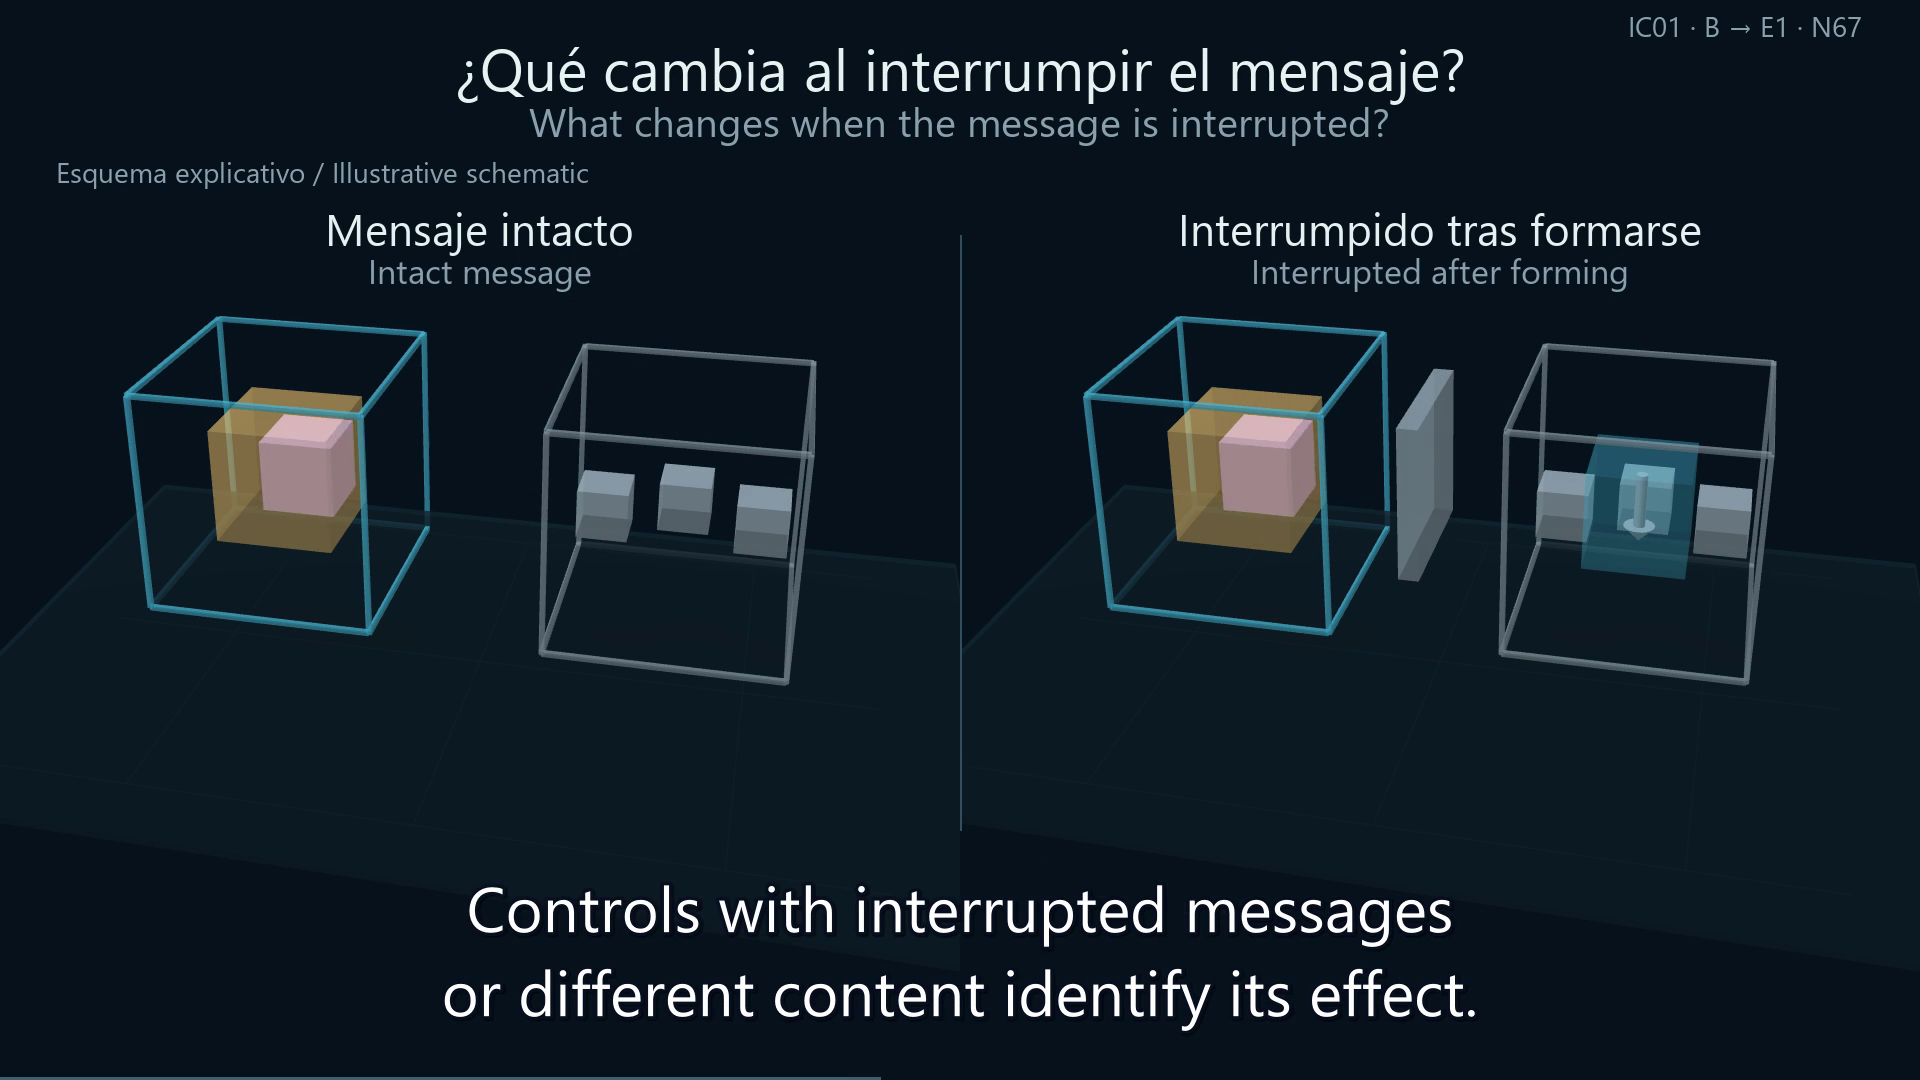 IC01 · B → E1 · N67
¿Qué cambia al interrumpir el mensaje?
What changes when the message is interrupted?
Esquema explicativo / Illustrative schematic
Mensaje intacto
Intact message
Interrumpido tras formarse
Interrupted after forming
Controls with interrupted messages
or different content identify its effect.